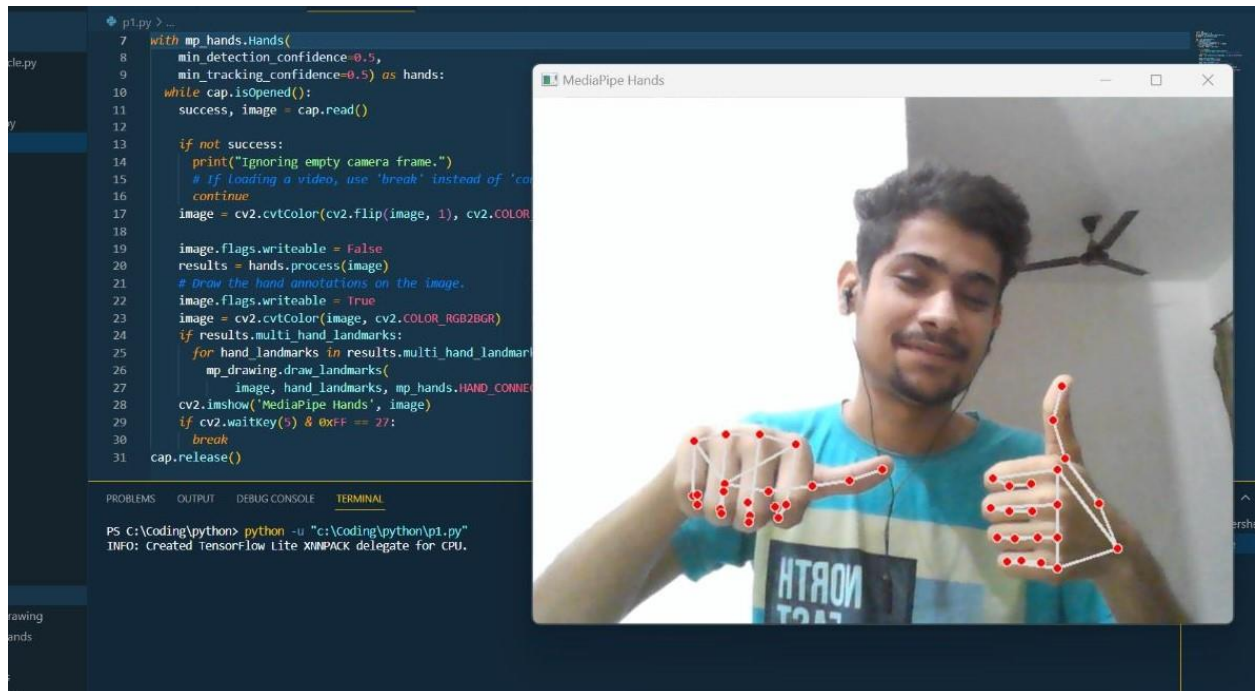 p1.py > ...
cle.py
7 with mp_hands.Hands(
8 min_detection_confidence=0.5,
9 min_tracking_confidence=0.5) as hands:
10 while cap.isOpened():
11 success, image = cap.read()
12
13 if not success:
14 print("Ignoring empty camera frame.")
15 # If loading a video, use 'break' instead of 'con
16 continue
17 image = cv2.cvtColor(cv2.flip(image, 1), cv2.COLOR_
18
19 image.flags.writeable = False
20 results = hands.process(image)
21 # Draw the hand annotations on the image.
22 image.flags.writeable = True
23 image = cv2.cvtColor(image, cv2.COLOR_RGB2BGR)
24 if results.multi_hand_landmarks:
25 for hand_landmarks in results.multi_hand_landmark
26 mp_drawing.draw_landmarks(
27 image, hand_landmarks, mp_hands.HAND_CONNEC
28 cv2.imshow('MediaPipe Hands', image)
29 if cv2.waitKey(5) & 0xFF == 27:
30 break
31 cap.release()
MediaPipe Hands
NORTH
EAST
PROBLEMS OUTPUT DEBUG CONSOLE TERMINAL
PS C:\Coding\python> python -u "c:\Coding\python\p1.py"
INFO: Created TensorFlow Lite XNNPACK delegate for CPU.
ersh
rawing
ands